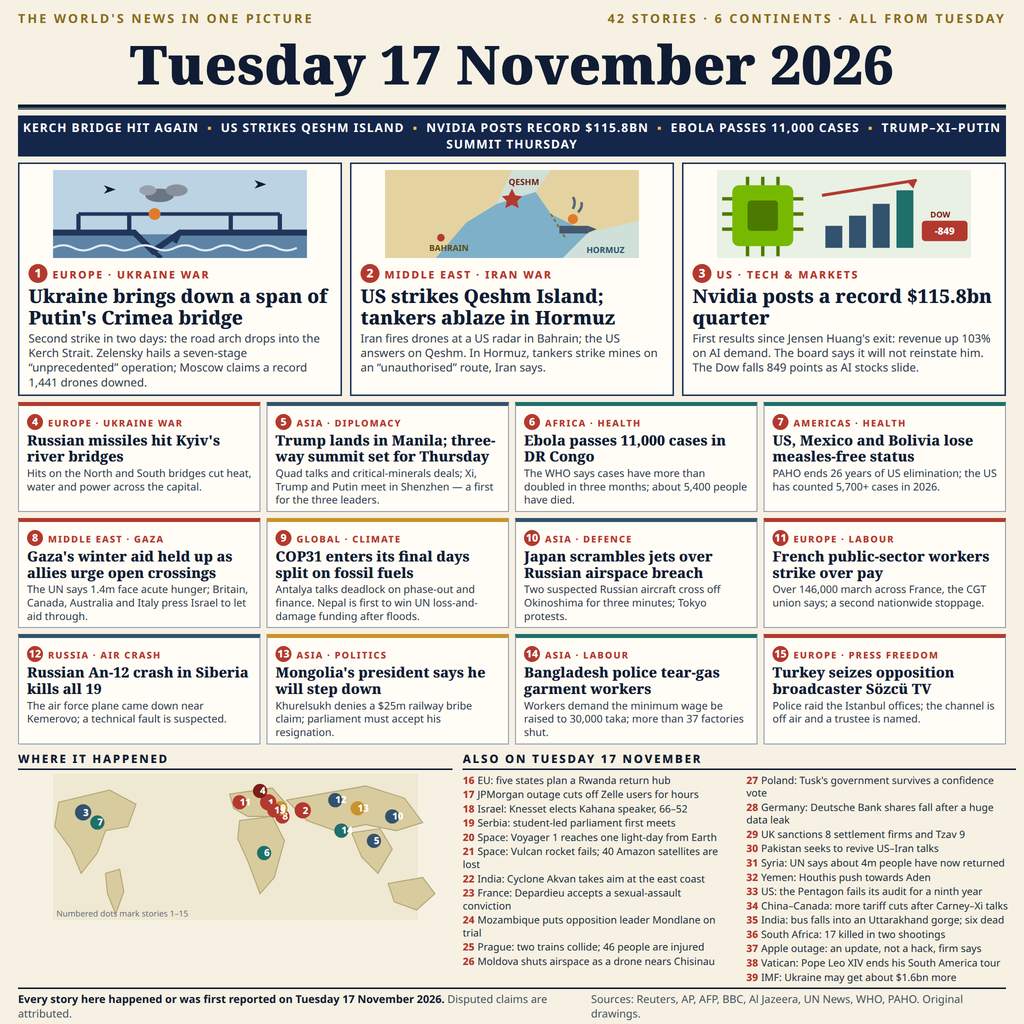 THE WORLD'S NEWS IN ONE PICTURE
42 STORIES · 6 CONTINENTS · ALL FROM TUESDAY
Tuesday 17 November 2026
KERCH BRIDGE HIT AGAIN ▪ US STRIKES QESHM ISLAND ▪ NVIDIA POSTS RECORD $115.8BN ▪ EBOLA PASSES 11,000 CASES ▪ TRUMP–XI–PUTIN
SUMMIT THURSDAY
1 EUROPE · UKRAINE WAR
Ukraine brings down a span of
Putin's Crimea bridge
Second strike in two days: the road arch drops into the
Kerch Strait. Zelensky hails a seven-stage
“unprecedented” operation; Moscow claims a record
1,441 drones downed.
QESHM
BAHRAIN
HORMUZ
2 MIDDLE EAST · IRAN WAR
US strikes Qeshm Island;
tankers ablaze in Hormuz
Iran fires drones at a US radar in Bahrain; the US
answers on Qeshm. In Hormuz, tankers strike mines on
an “unauthorised” route, Iran says.
DOW
-849
3 US · TECH & MARKETS
Nvidia posts a record $115.8bn
quarter
First results since Jensen Huang's exit: revenue up 103%
on AI demand. The board says it will not reinstate him.
The Dow falls 849 points as AI stocks slide.
4 EUROPE · UKRAINE WAR
Russian missiles hit Kyiv's
river bridges
Hits on the North and South bridges cut heat,
water and power across the capital.
5 ASIA · DIPLOMACY
Trump lands in Manila; three-
way summit set for Thursday
Quad talks and critical-minerals deals; Xi,
Trump and Putin meet in Shenzhen — a first
for the three leaders.
6 AFRICA · HEALTH
Ebola passes 11,000 cases in
DR Congo
The WHO says cases have more than
doubled in three months; about 5,400 people
have died.
7 AMERICAS · HEALTH
US, Mexico and Bolivia lose
measles-free status
PAHO ends 26 years of US elimination; the US
has counted 5,700+ cases in 2026.
8 MIDDLE EAST · GAZA
Gaza's winter aid held up as
allies urge open crossings
The UN says 1.4m face acute hunger; Britain,
Canada, Australia and Italy press Israel to let
aid through.
9 GLOBAL · CLIMATE
COP31 enters its final days
split on fossil fuels
Antalya talks deadlock on phase-out and
finance. Nepal is first to win UN loss-and-
damage funding after floods.
10 ASIA · DEFENCE
Japan scrambles jets over
Russian airspace breach
Two suspected Russian aircraft cross off
Okinoshima for three minutes; Tokyo
protests.
11 EUROPE · LABOUR
French public-sector workers
strike over pay
Over 146,000 march across France, the CGT
union says; a second nationwide stoppage.
12 RUSSIA · AIR CRASH
Russian An-12 crash in Siberia
kills all 19
The air force plane came down near
Kemerovo; a technical fault is suspected.
13 ASIA · POLITICS
Mongolia's president says he
will step down
Khurelsukh denies a $25m railway bribe
claim; parliament must accept his
resignation.
14 ASIA · LABOUR
Bangladesh police tear-gas
garment workers
Workers demand the minimum wage be
raised to 30,000 taka; more than 37 factories
shut.
15 EUROPE · PRESS FREEDOM
Turkey seizes opposition
broadcaster Sözcü TV
Police raid the Istanbul offices; the channel is
off air and a trustee is named.
WHERE IT HAPPENED
3
7
11
4
8
2
6
12
13
10
5
Numbered dots mark stories 1–15
ALSO ON TUESDAY 17 NOVEMBER
16 EU: five states plan a Rwanda return hub
17 JPMorgan outage cuts off Zelle users for hours
18 Israel: Knesset elects Kahana speaker, 66–52
19 Serbia: student-led parliament first meets
20 Space: Voyager 1 reaches one light-day from Earth
21 Space: Vulcan rocket fails; 40 Amazon satellites are
lost
22 India: Cyclone Akvan takes aim at the east coast
23 France: Depardieu accepts a sexual-assault
conviction
24 Mozambique puts opposition leader Mondlane on
trial
25 Prague: two trains collide; 46 people are injured
26 Moldova shuts airspace as a drone nears Chisinau
27 Poland: Tusk's government survives a confidence
vote
28 Germany: Deutsche Bank shares fall after a huge
data leak
29 UK sanctions 8 settlement firms and Tzav 9
30 Pakistan seeks to revive US–Iran talks
31 Syria: UN says about 4m people have now returned
32 Yemen: Houthis push towards Aden
33 US: the Pentagon fails its audit for a ninth year
34 China–Canada: more tariff cuts after Carney–Xi talks
35 India: bus falls into an Uttarakhand gorge; six dead
36 South Africa: 17 killed in two shootings
37 Apple outage: an update, not a hack, firm says
38 Vatican: Pope Leo XIV ends his South America tour
39 IMF: Ukraine may get about $1.6bn more
Every story here happened or was first reported on Tuesday 17 November 2026. Disputed claims are
attributed.
Sources: Reuters, AP, AFP, BBC, Al Jazeera, UN News, WHO, PAHO. Original
drawings.